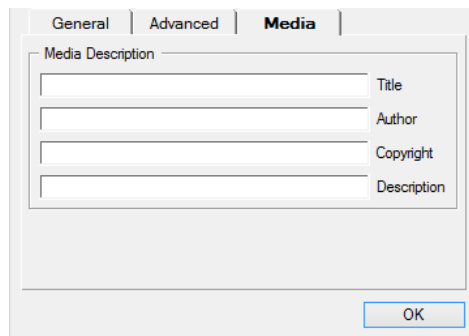 General Advanced Media
Media Description
Title
Author
Copyright
Description
OK